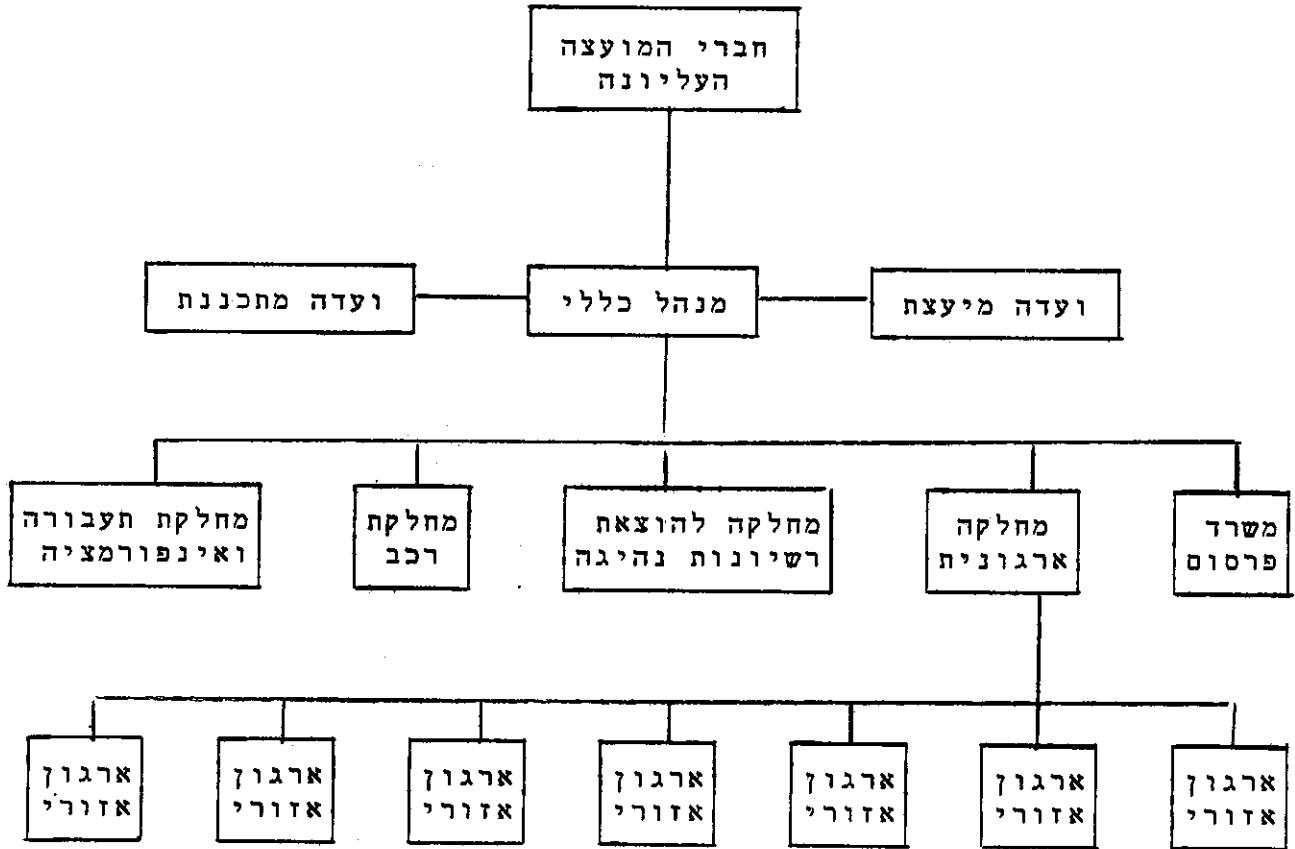 חברי המועצה
העליונה
ועדה מיעצת
מנהל כללי
ועדה מתכננת
משרד
פרסום
מחלקה
ארגונית
מחלקה להוצאת
רשיונות נהיגה
מחלקת
רכב
מחלקת תעבורה
ואינפורמציה
ארגון
אזורי
ארגון
אזורי
ארגון
אזורי
ארגון
אזורי
ארגון
אזורי
ארגון
אזורי
ארגון
אזורי